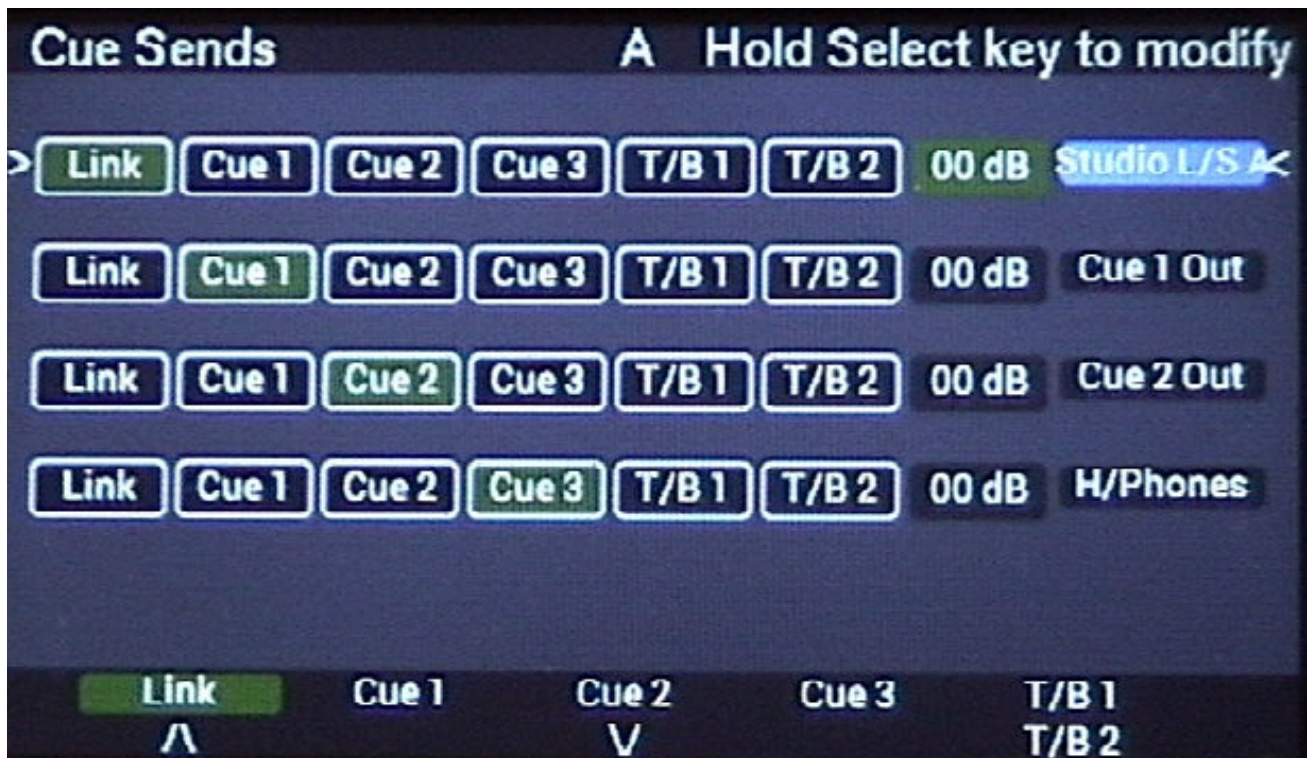 Cue Sends A Hold Select key to modify
> Link Cue 1 Cue 2 Cue 3 T/B 1 T/B 2 00 dB Studio L/S A<
Link Cue 1 Cue 2 Cue 3 T/B 1 T/B 2 00 dB Cue 1 Out
Link Cue 1 Cue 2 Cue 3 T/B 1 T/B 2 00 dB Cue 2 Out
Link Cue 1 Cue 2 Cue 3 T/B 1 T/B 2 00 dB H/Phones
Link Cue 1 Cue 2 Cue 3 T/B 1
/\ \/ T/B 2